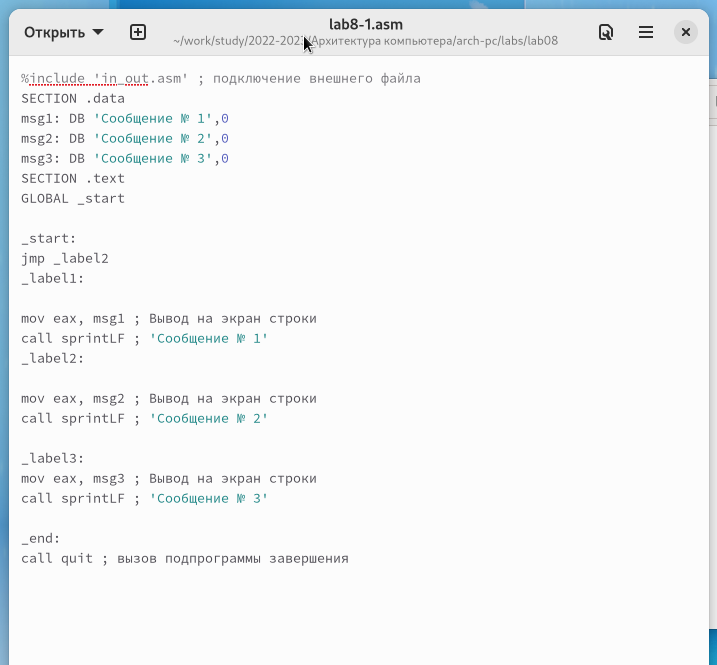 Открыть
lab8-1.asm
~/work/study/2022-202 /Архитектура компьютера/arch-pc/labs/lab08
%include 'in_out.asm' ; подключение внешнего файла
SECTION .data
msg1: DB 'Сообщение № 1',0
msg2: DB 'Сообщение № 2',0
msg3: DB 'Сообщение № 3',0
SECTION .text
GLOBAL _start
_start:
jmp _label2
_label1:
mov eax, msg1 ; Вывод на экран строки
call sprintLF ; 'Сообщение № 1'
_label2:
mov eax, msg2 ; Вывод на экран строки
call sprintLF ; 'Сообщение № 2'
_label3:
mov eax, msg3 ; Вывод на экран строки
call sprintLF ; 'Сообщение № 3'
_end:
call quit ; вызов подпрограммы завершения